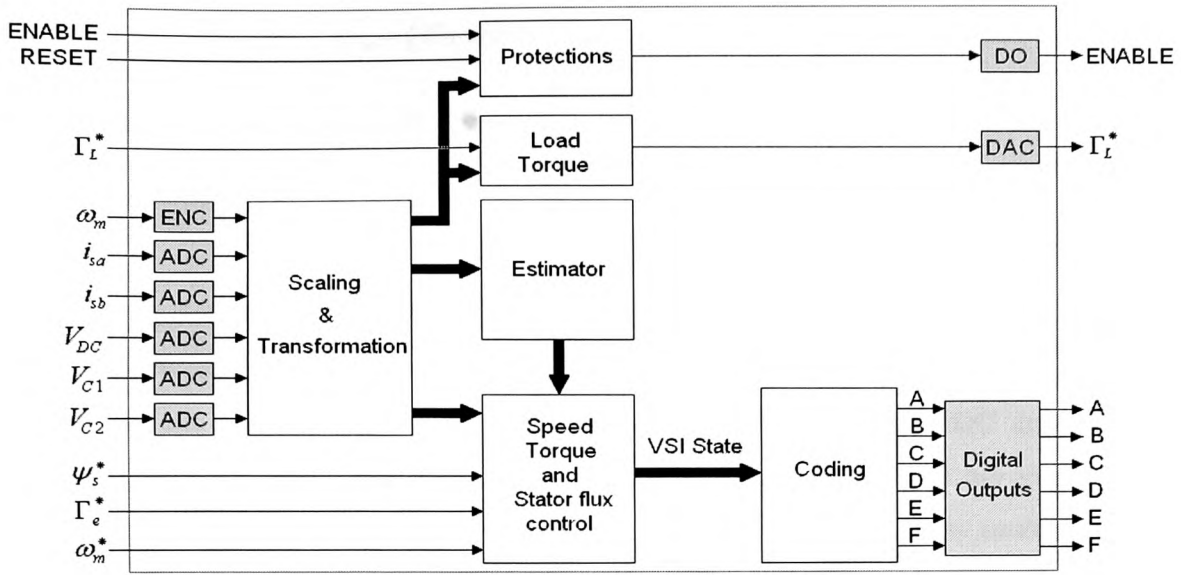 ENABLE
RESET
Protections
DO
ENABLE
Γ_L^*
Load
Torque
DAC
Γ_L^*
ω_m
ENC
i_sa
ADC
i_sb
ADC
V_DC
ADC
V_C1
ADC
V_C2
ADC
Scaling
&
Transformation
Estimator
Ψ_s^*
Γ_e^*
ω_m^*
Speed
Torque
and
Stator flux
control
VSI State
Coding
A
B
C
D
E
F
Digital
Outputs
A
B
C
D
E
F